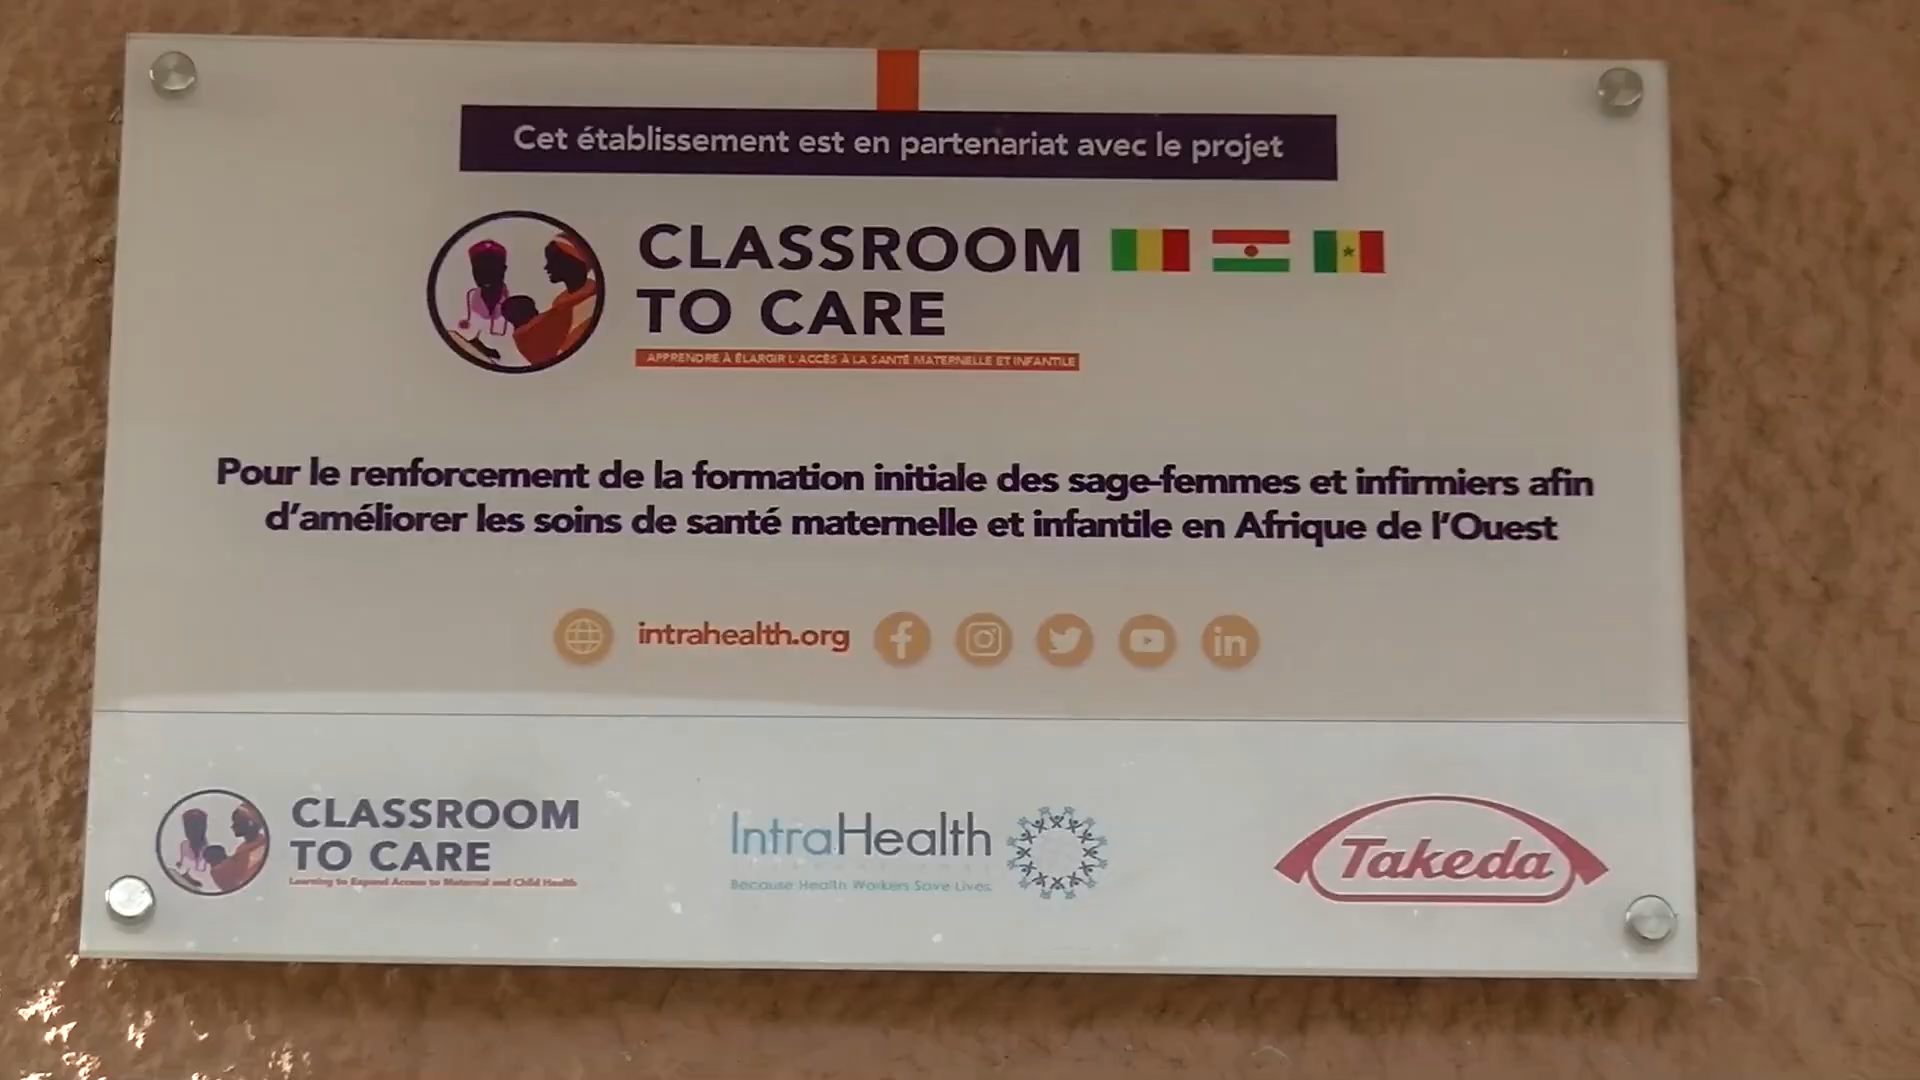 Cet établissement est en partenariat avec le projet
CLASSROOM
TO CARE
APPRENDRE À ÉLARGIR L'ACCÈS À LA SANTÉ MATERNELLE ET INFANTILE
Pour le renforcement de la formation initiale des sage-femmes et infirmiers afin
d'améliorer les soins de santé maternelle et infantile en Afrique de l'Ouest
intrahealth.org
CLASSROOM
TO CARE
Learning to Expand Access to Maternal and Child Health
IntraHealth
Because Health Workers Save Lives.
Takeda